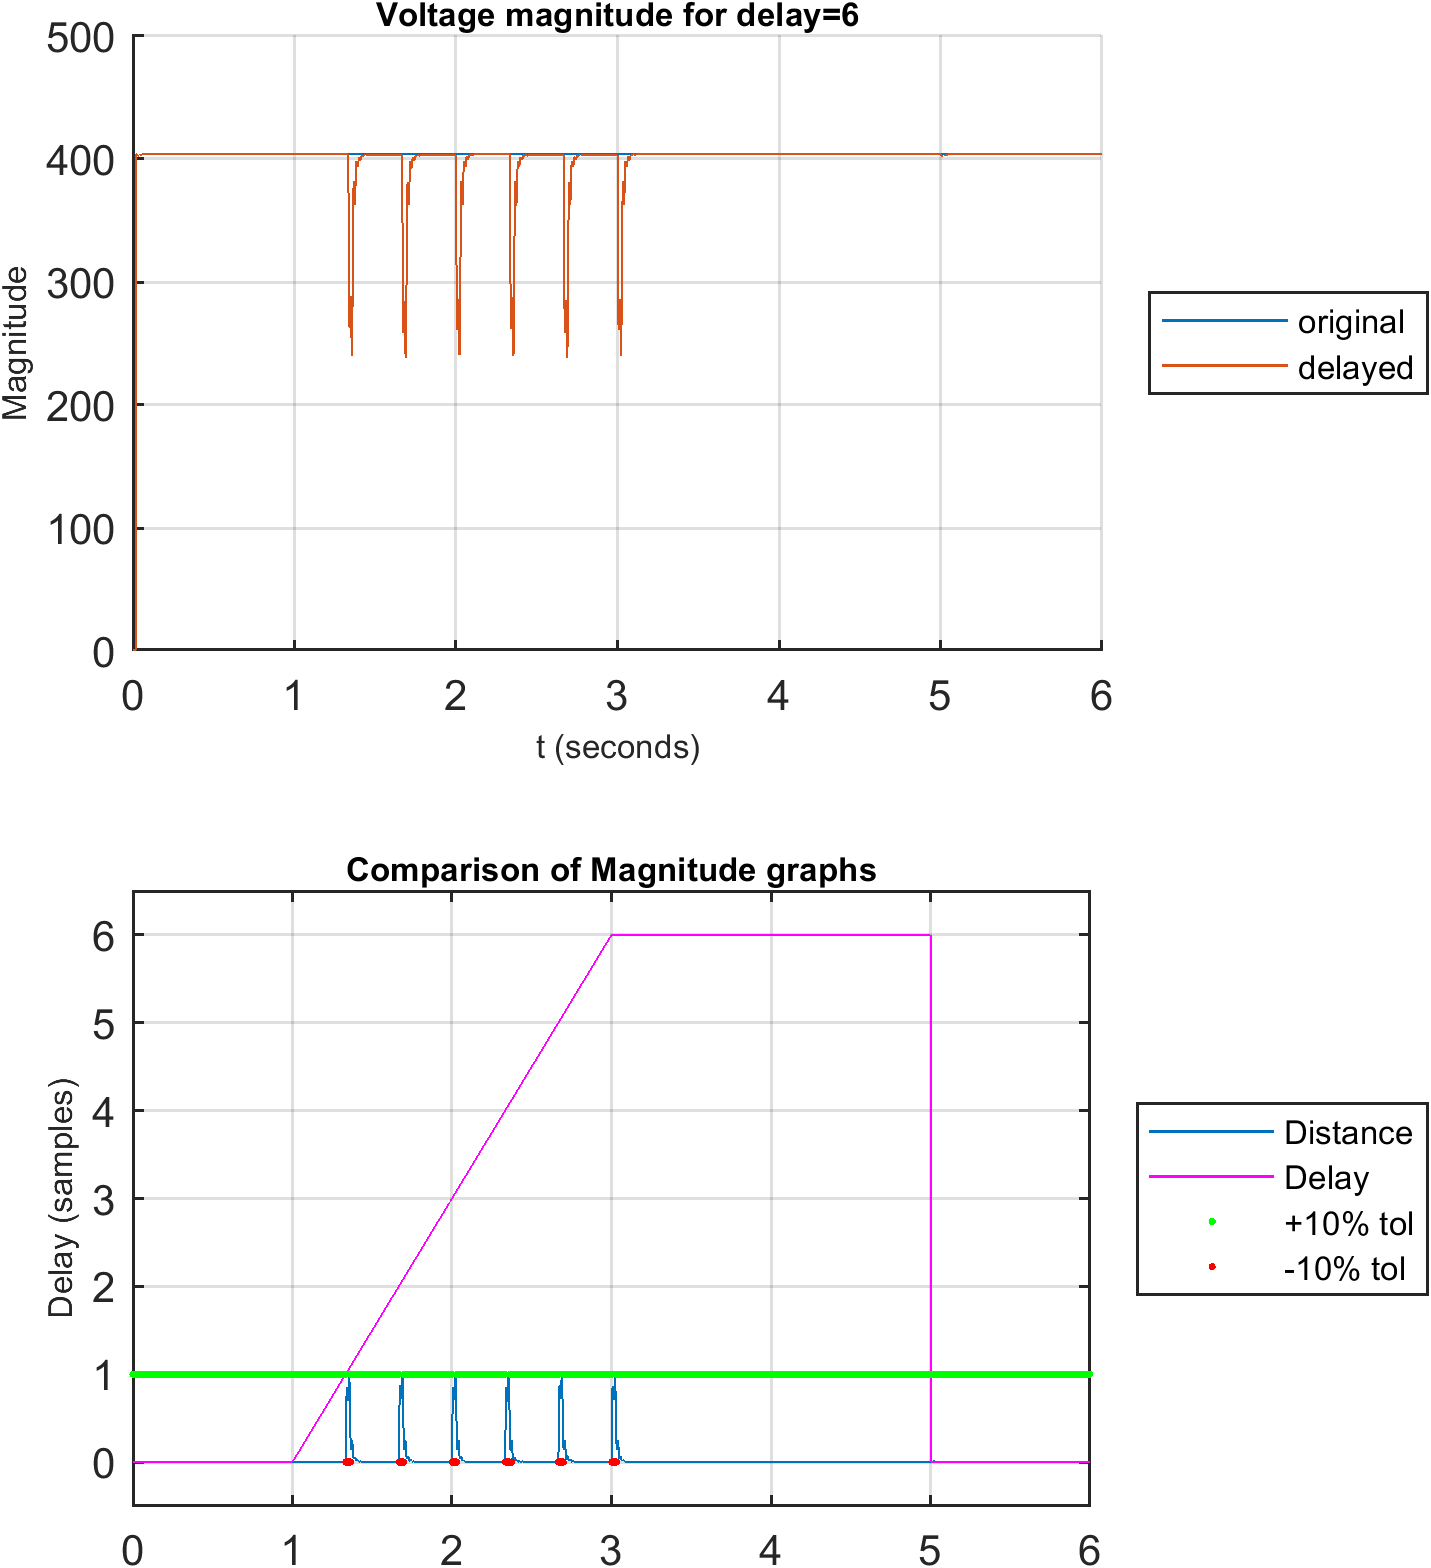 Voltage magnitude for delay=6
500
400
300
200
100
0
Magnitude
0 1 2 3 4 5 6
t (seconds)
original
delayed
Comparison of Magnitude graphs
6
5
4
3
2
1
0
Delay (samples)
0 1 2 3 4 5 6
Distance
Delay
+10% tol
-10% tol